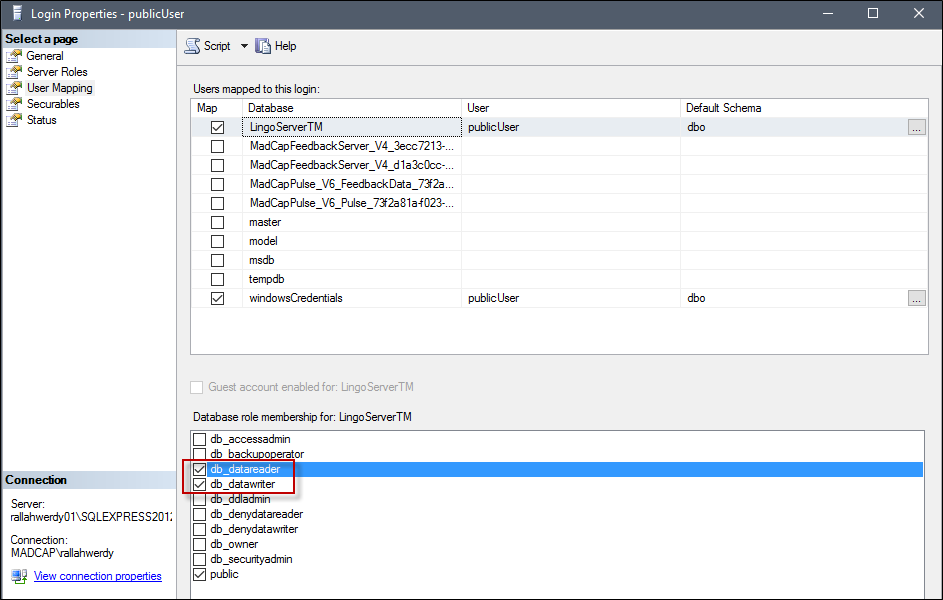 Login Properties - publicUser
Select a page
General
Server Roles
User Mapping
Securables
Status
Script Help
Users mapped to this login:
Map Database User Default Schema
LingoServerTM publicUser dbo ...
MadCapFeedbackServer_V4_3ecc7213-...
MadCapFeedbackServer_V4_d1a3c0cc-...
MadCapPulse_V6_FeedbackData_73f2a...
MadCapPulse_V6_Pulse_73f2a81a-f023-...
master
model
msdb
tempdb
windowsCredentials publicUser dbo ...
Guest account enabled for: LingoServerTM
Database role membership for: LingoServerTM
db_accessadmin
db_backupoperator
db_datareader
db_datawriter
db_ddladmin
db_denydatareader
db_denydatawriter
db_owner
db_securityadmin
public
Connection
Server:
rallahwerdy01\SQLEXPRESS2012
Connection:
MADCAP\rallahwerdy
View connection properties